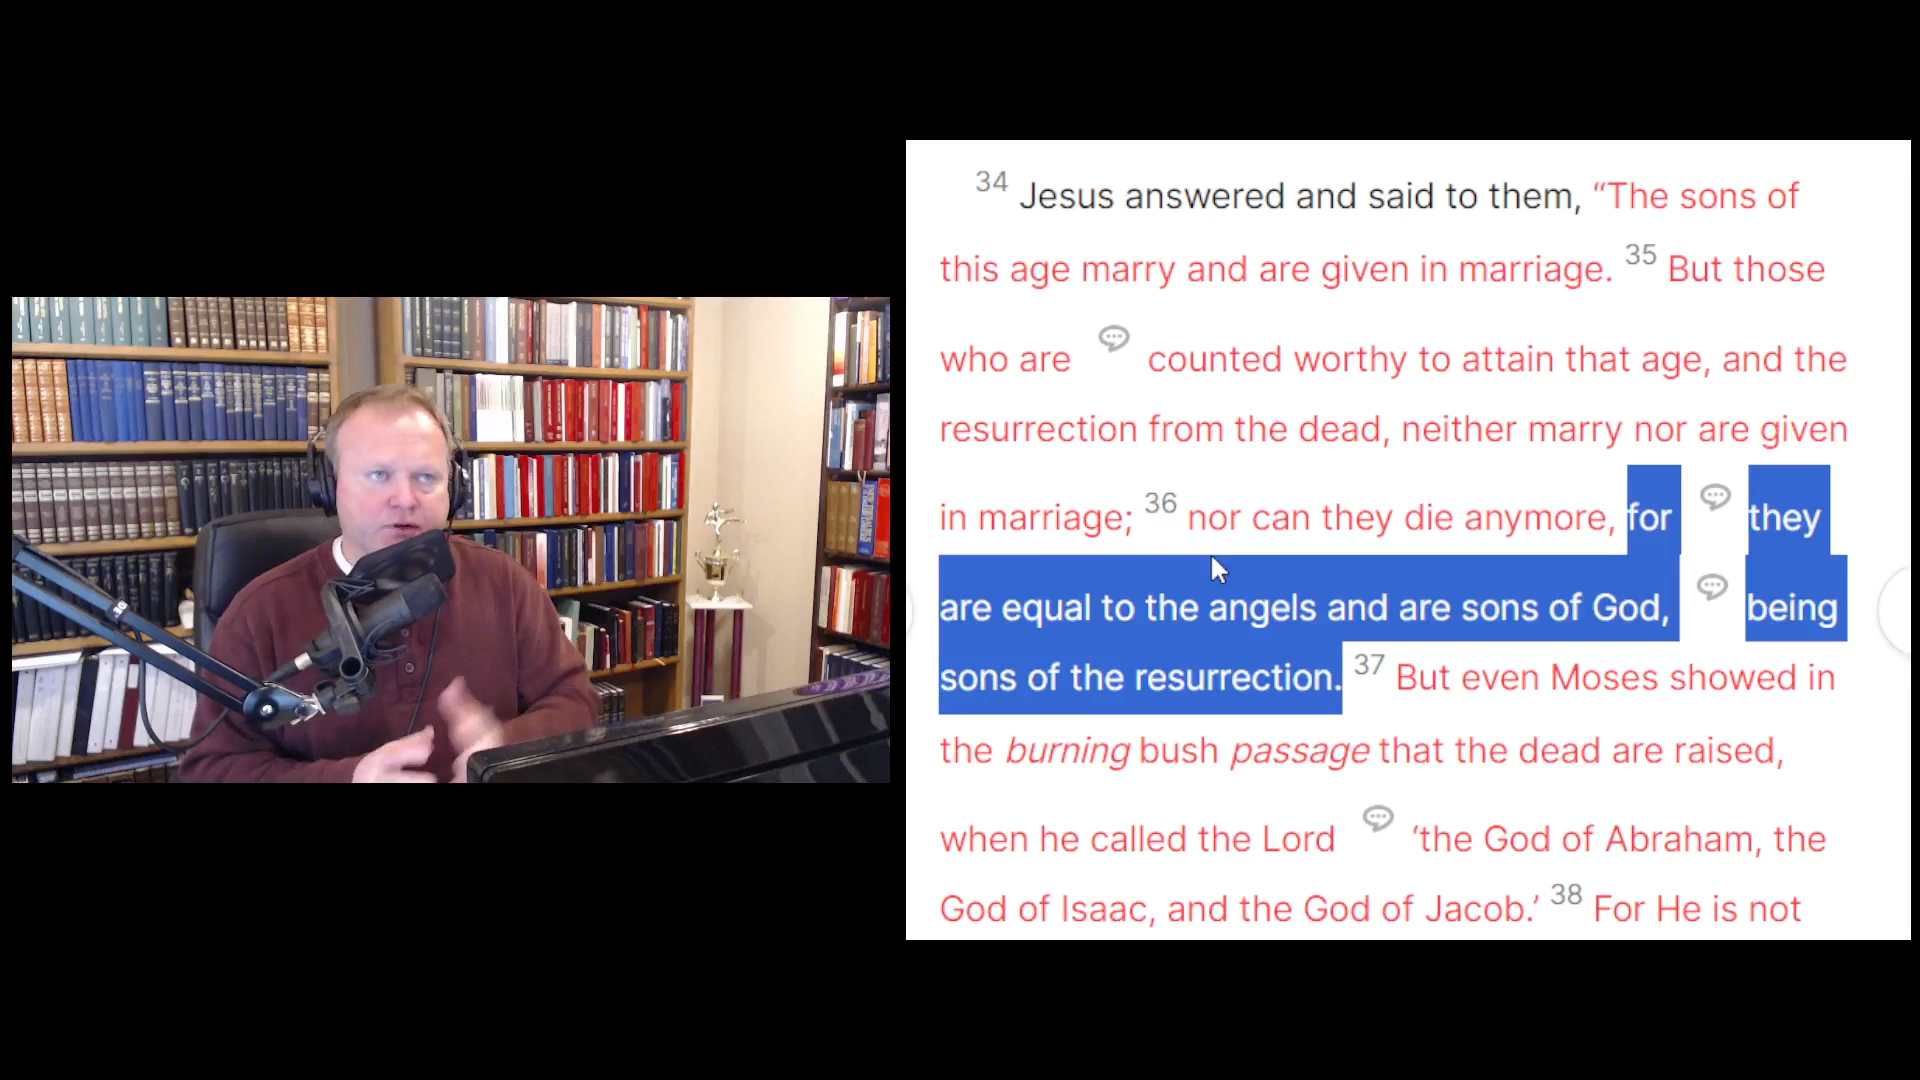 34 Jesus answered and said to them, “The sons of
this age marry and are given in marriage. 35 But those
who are counted worthy to attain that age, and the
resurrection from the dead, neither marry nor are given
in marriage; 36 nor can they die anymore, for they
are equal to the angels and are sons of God, being
sons of the resurrection. 37 But even Moses showed in
the burning bush passage that the dead are raised,
when he called the Lord ‘the God of Abraham, the
God of Isaac, and the God of Jacob.’ 38 For He is not